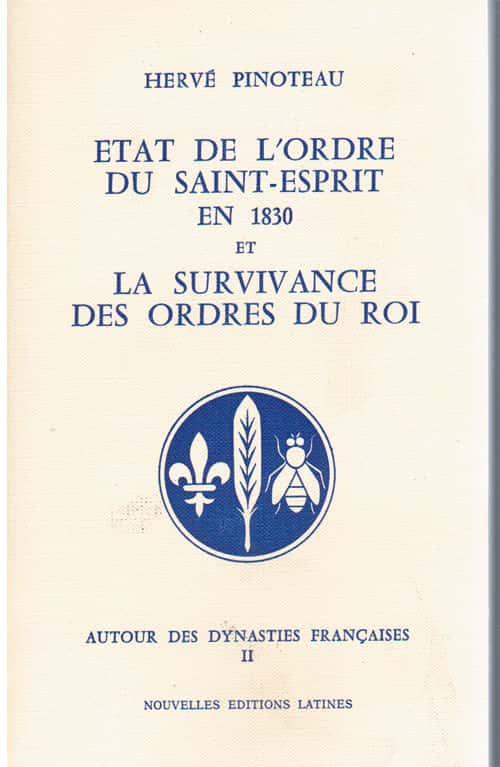 HERVÉ PINOTEAU
ETAT DE L'ORDRE
DU SAINT-ESPRIT
EN 1830
ET
LA SURVIVANCE
DES ORDRES DU ROI
AUTOUR DES DYNASTIES FRANÇAISES
II
NOUVELLES EDITIONS LATINES